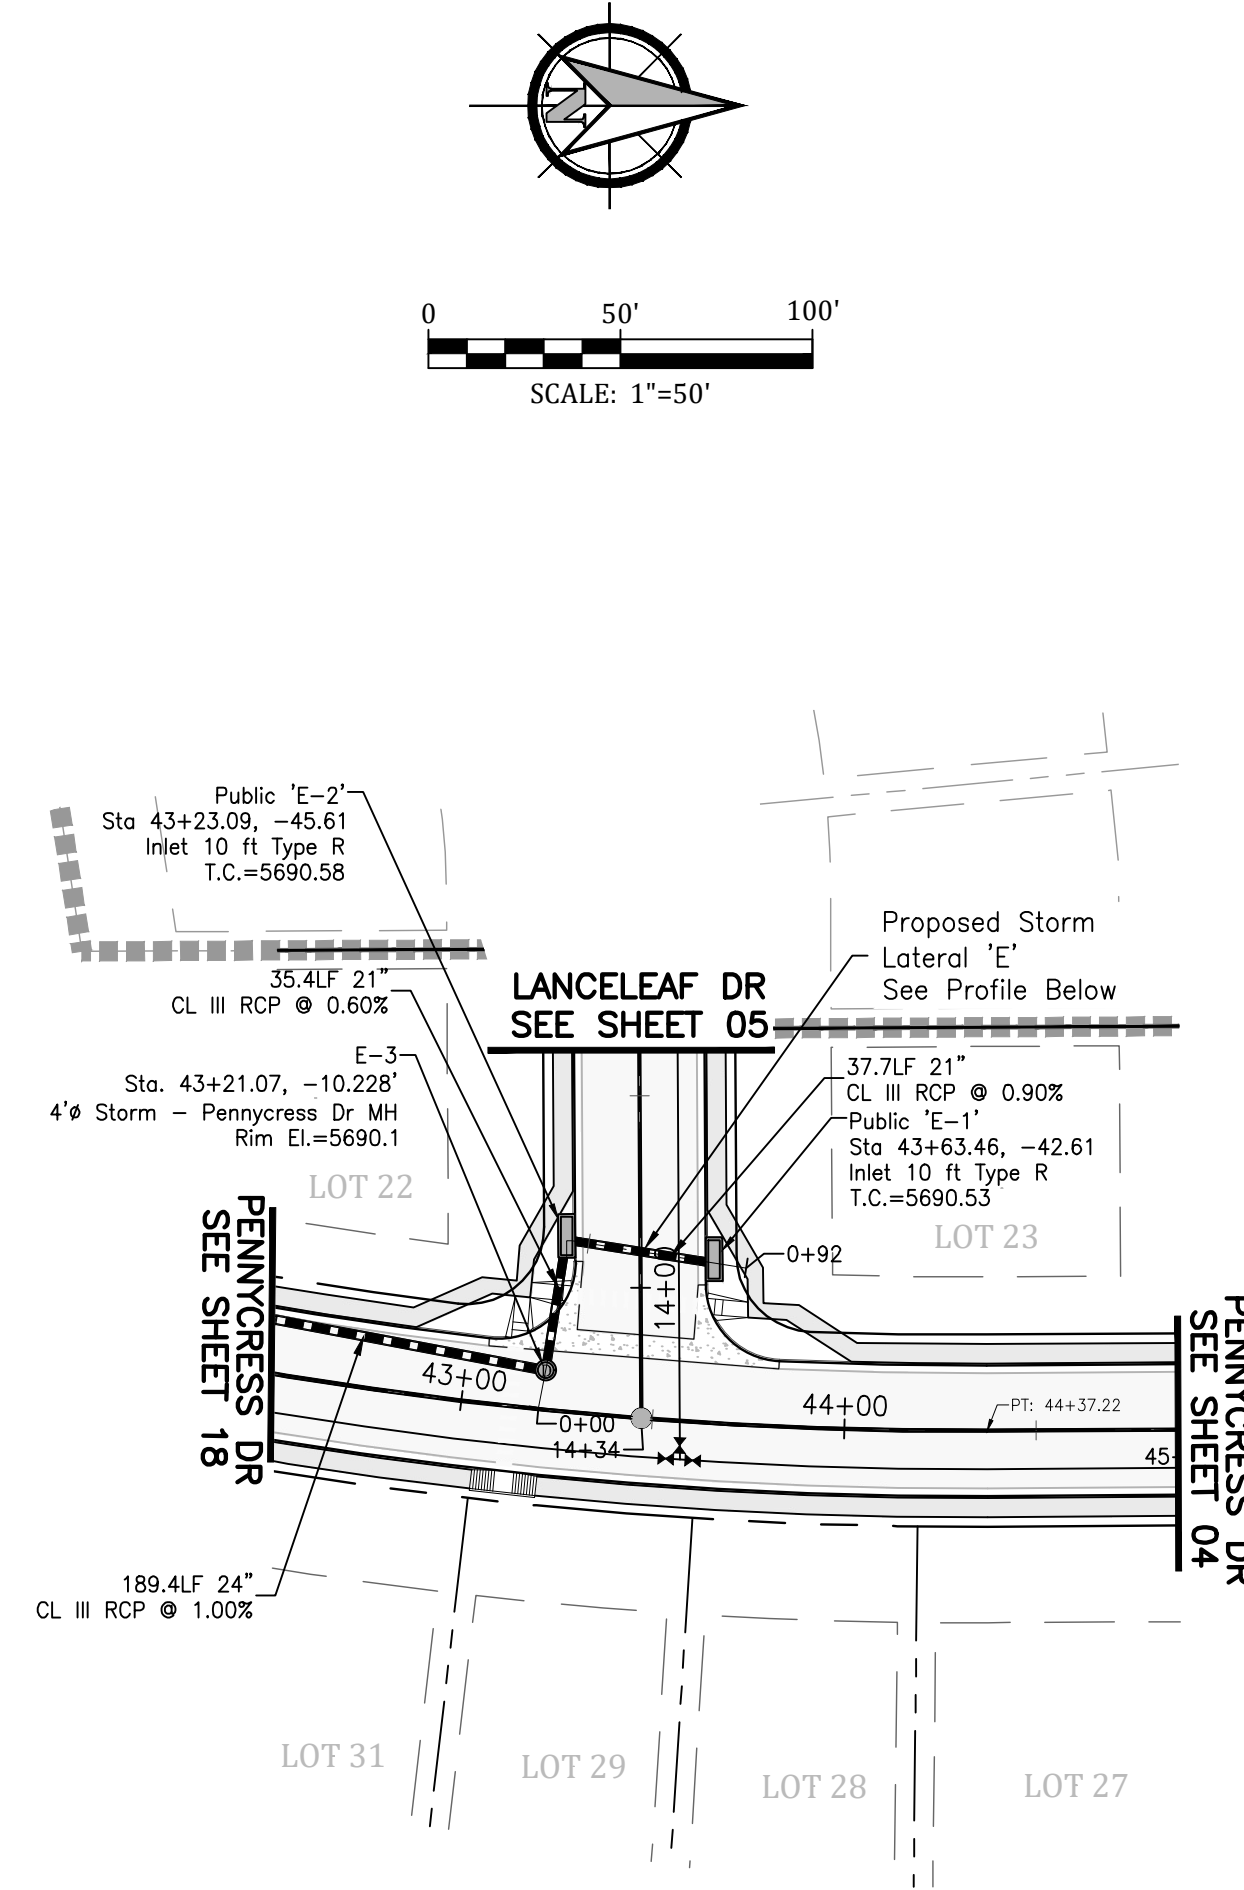 N
0 50' 100'
SCALE: 1"=50'
Public 'E-2'
Sta 43+23.09, -45.61
Inlet 10 ft Type R
T.C.=5690.58
35.4LF 21"
CL III RCP @ 0.60%
E-3
Sta. 43+21.07, -10.228'
4'ø Storm - Pennycress Dr MH
Rim El.=5690.1
LANCELEAF DR
SEE SHEET 05
Proposed Storm
Lateral 'E'
See Profile Below
37.7LF 21"
CL III RCP @ 0.90%
Public 'E-1'
Sta 43+63.46, -42.61
Inlet 10 ft Type R
T.C.=5690.53
LOT 22
LOT 23
0+92
14+00
PENNYCRESS DR
SEE SHEET 18
43+00
0+00
14+34
44+00
PT: 44+37.22
45+
PENNYCRESS DR
SEE SHEET 04
189.4LF 24"
CL III RCP @ 1.00%
LOT 31
LOT 29
LOT 28
LOT 27